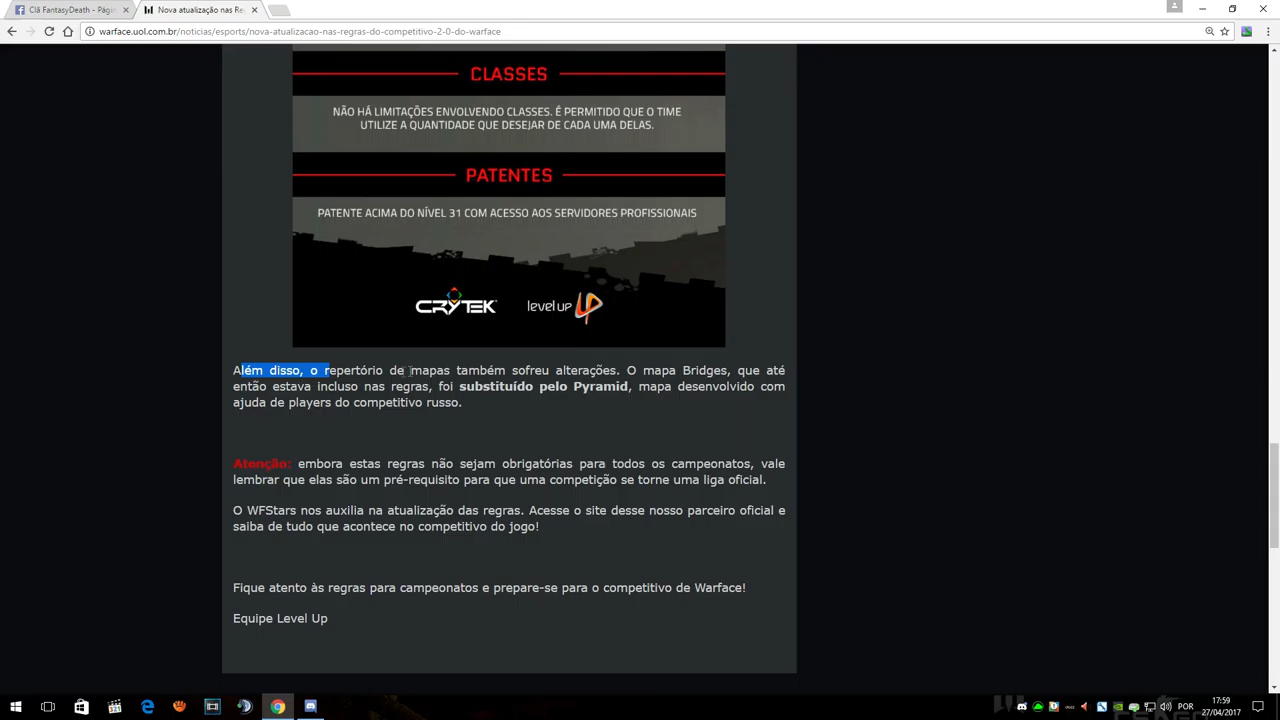 Clã FantasyDeath - Págin
Nova atualização nas Re
warface.uol.com.br/noticias/esports/nova-atualizacao-nas-regras-do-competitivo-2-0-do-warface
CLASSES
NÃO HÁ LIMITAÇÕES ENVOLVENDO CLASSES. É PERMITIDO QUE O TIME
UTILIZE A QUANTIDADE QUE DESEJAR DE CADA UMA DELAS.
PATENTES
PATENTE ACIMA DO NÍVEL 31 COM ACESSO AOS SERVIDORES PROFISSIONAIS
CRYTEK
level up
Além disso, o repertório de mapas também sofreu alterações. O mapa Bridges, que até
então estava incluso nas regras, foi substituído pelo Pyramid, mapa desenvolvido com
ajuda de players do competitivo russo.
Atenção: embora estas regras não sejam obrigatórias para todos os campeonatos, vale
lembrar que elas são um pré-requisito para que uma competição se torne uma liga oficial.
O WFStars nos auxilia na atualização das regras. Acesse o site desse nosso parceiro oficial e
saiba de tudo que acontece no competitivo do jogo!
Fique atento às regras para campeonatos e prepare-se para o competitivo de Warface!
Equipe Level Up
POR
17:59
27/04/2017